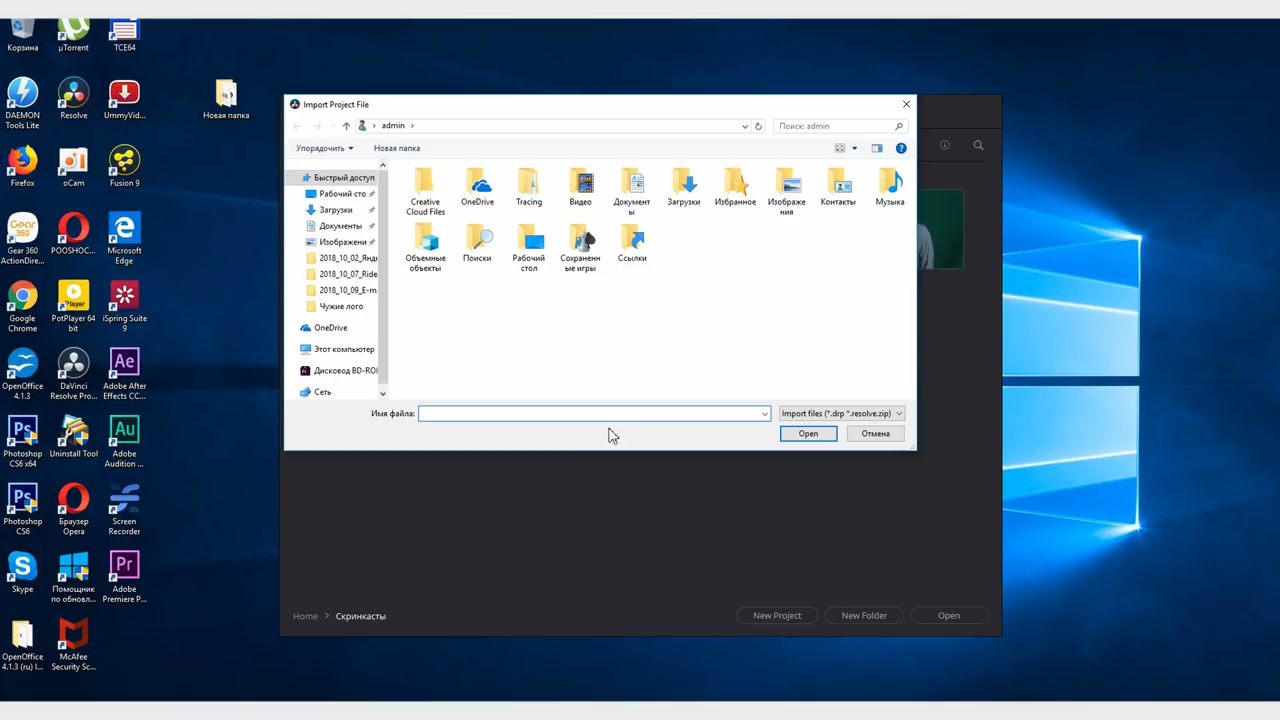 Корзина
µTorrent
TCE64
DAEMON
Tools Lite
Resolve
UmmyVid...
Новая папка
Firefox
oCam
Fusion 9
Gear 360
ActionDire...
POOSHOC...
Microsoft
Edge
Google
Chrome
PotPlayer 64
bit
iSpring Suite
9
OpenOffice
4.1.3
DaVinci
Resolve Pro...
Adobe After
Effects CC...
Photoshop
CS6 x64
Uninstall Tool
Adobe
Audition ...
Photoshop
CS6
Браузер
Opera
Screen
Recorder
Skype
Помощник
по обновл...
Adobe
Premiere P...
OpenOffice
4.1.3 (ru) I...
McAfee
Security Sc...
Import Project File
admin
Поиск: admin
Упорядочить
Новая папка
Быстрый доступ
Рабочий сто
Загрузки
Документы
Изображени
2018_10_02_Янд
2018_10_07_Ride
2018_10_09_E-m
Чужие лого
OneDrive
Этот компьютер
Дисковод BD-ROI
Сеть
Creative
Cloud Files
OneDrive
Tracing
Видео
Документ
ы
Загрузки
Избранное
Изображе
ния
Контакты
Музыка
Объемные
объекты
Поиски
Рабочий
стол
Сохраненн
ые игры
Ссылки
Имя файла:
Import files (*.drp *.resolve.zip)
Open
Отмена
Home > Скринкасты
New Project
New Folder
Open